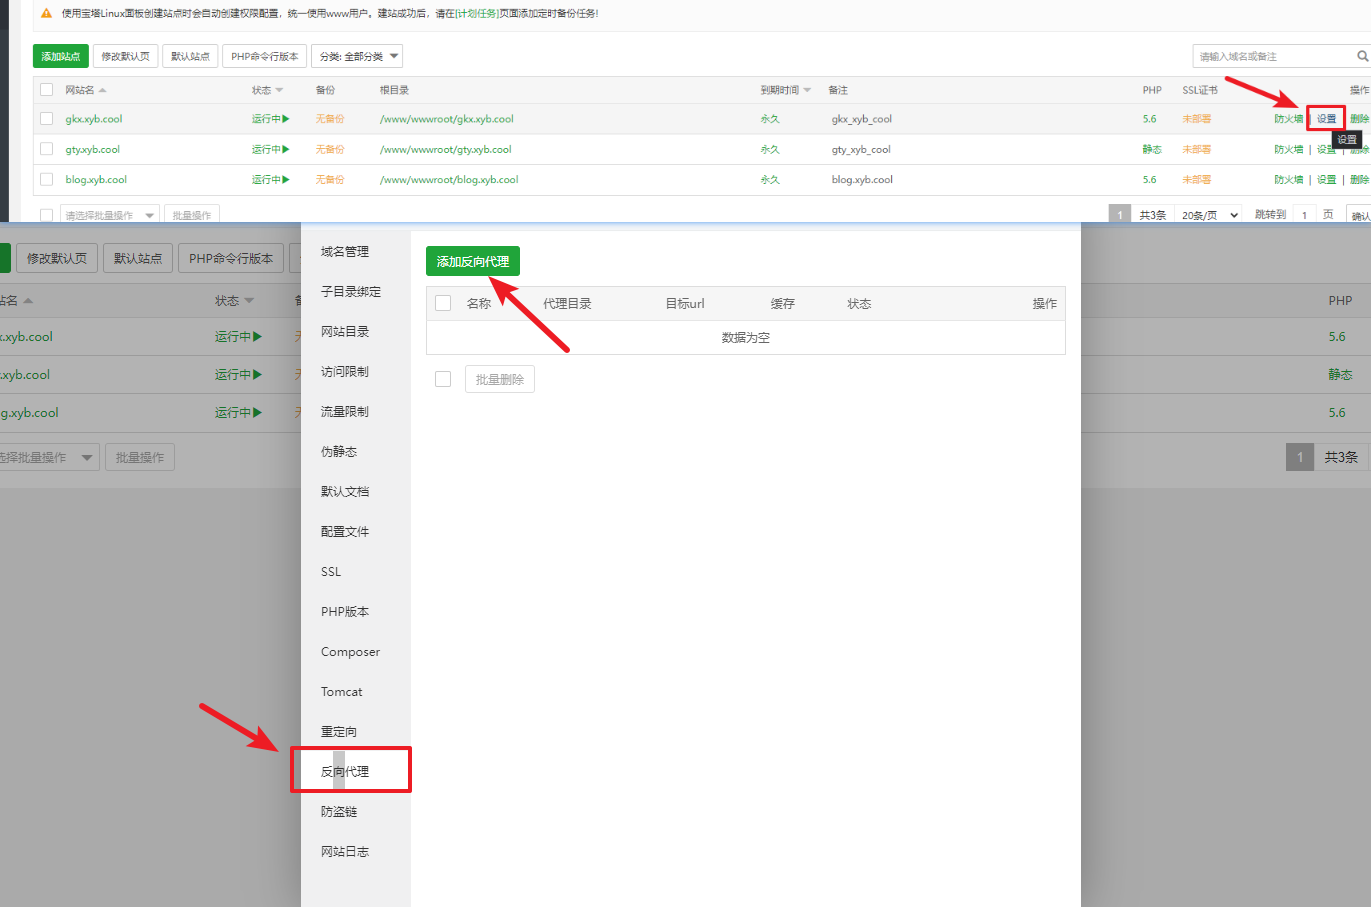 使用宝塔Linux面板创建站点时会自动创建权限配置，统一使用www用户。建站成功后，请在[计划任务]页面添加定时备份任务！
添加站点 修改默认页 默认站点 PHP命令行版本 分类: 全部分类 请输入域名或备注
网站名 状态 备份 根目录 到期时间 备注 PHP SSL证书 操作
gkx.xyb.cool 运行中 无备份 /www/wwwroot/gkx.xyb.cool 永久 gkx_xyb_cool 5.6 未部署 防火墙 | 设置 删除
设置
gty.xyb.cool 运行中 无备份 /www/wwwroot/gty.xyb.cool 永久 gty_xyb_cool 静态 未部署 防火墙 | 设置 | 删除
blog.xyb.cool 运行中 无备份 /www/wwwroot/blog.xyb.cool 永久 blog.xyb.cool 5.6 未部署 防火墙 | 设置 | 删除
请选择批量操作 批量操作 1 共3条 20条/页 跳转到 1 页 确认
修改默认页 默认站点 PHP命令行版本
站名 状态 PHP
.xyb.cool 运行中 5.6
.xyb.cool 运行中 静态
g.xyb.cool 运行中 5.6
选择批量操作 批量操作 1 共3条
域名管理
子目录绑定
网站目录
访问限制
流量限制
伪静态
默认文档
配置文件
SSL
PHP版本
Composer
Tomcat
重定向
反向代理
防盗链
网站日志
添加反向代理
名称 代理目录 目标url 缓存 状态 操作
数据为空
批量删除